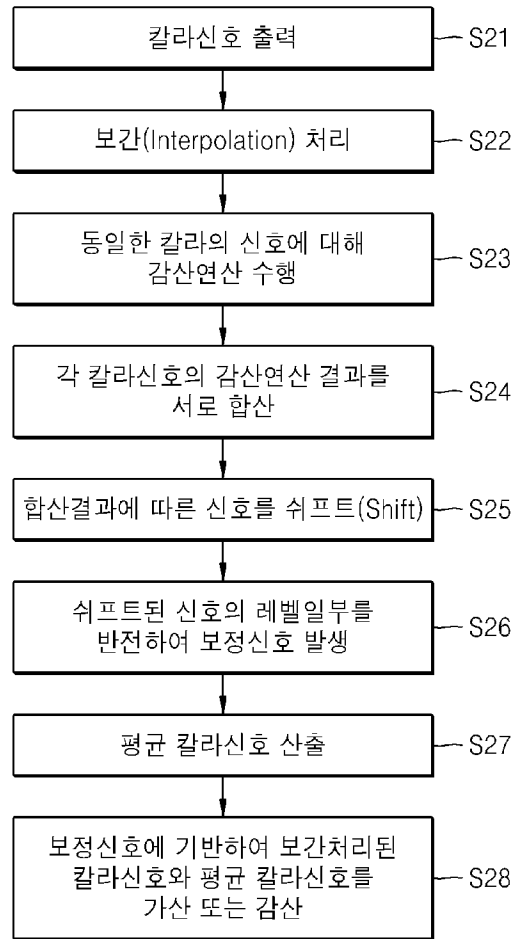 칼라신호 출력
S21
보간(Interpolation) 처리
S22
동일한 칼라의 신호에 대해
감산연산 수행
S23
각 칼라신호의 감산연산 결과를
서로 합산
S24
합산결과에 따른 신호를 쉬프트(Shift)
S25
쉬프트된 신호의 레벨일부를
반전하여 보정신호 발생
S26
평균 칼라신호 산출
S27
보정신호에 기반하여 보간처리된
칼라신호와 평균 칼라신호를
가산 또는 감산
S28